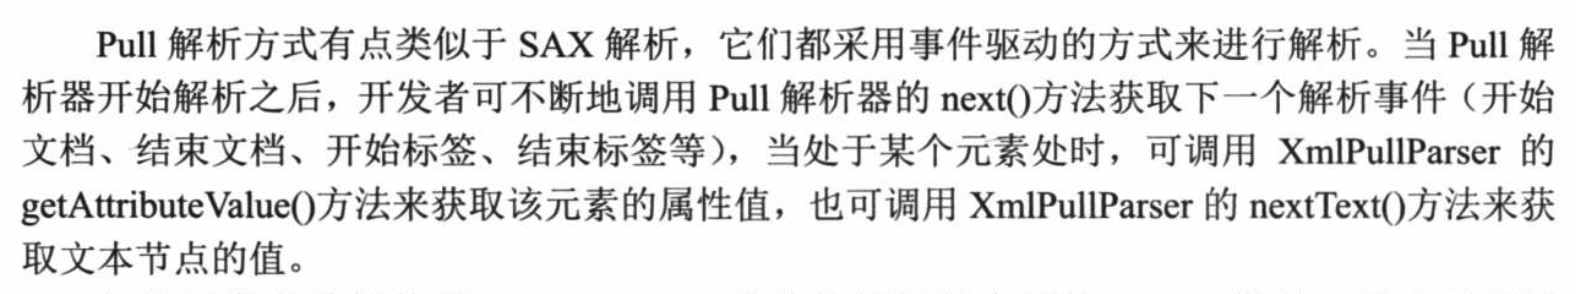 Pull 解析方式有点类似于 SAX 解析，它们都采用事件驱动的方式来进行解析。当 Pull 解
析器开始解析之后，开发者可不断地调用 Pull 解析器的 next()方法获取下一个解析事件（开始
文档、结束文档、开始标签、结束标签等），当处于某个元素处时，可调用 XmlPullParser 的
getAttributeValue()方法来获取该元素的属性值，也可调用 XmlPullParser 的 nextText()方法来获
取文本节点的值。